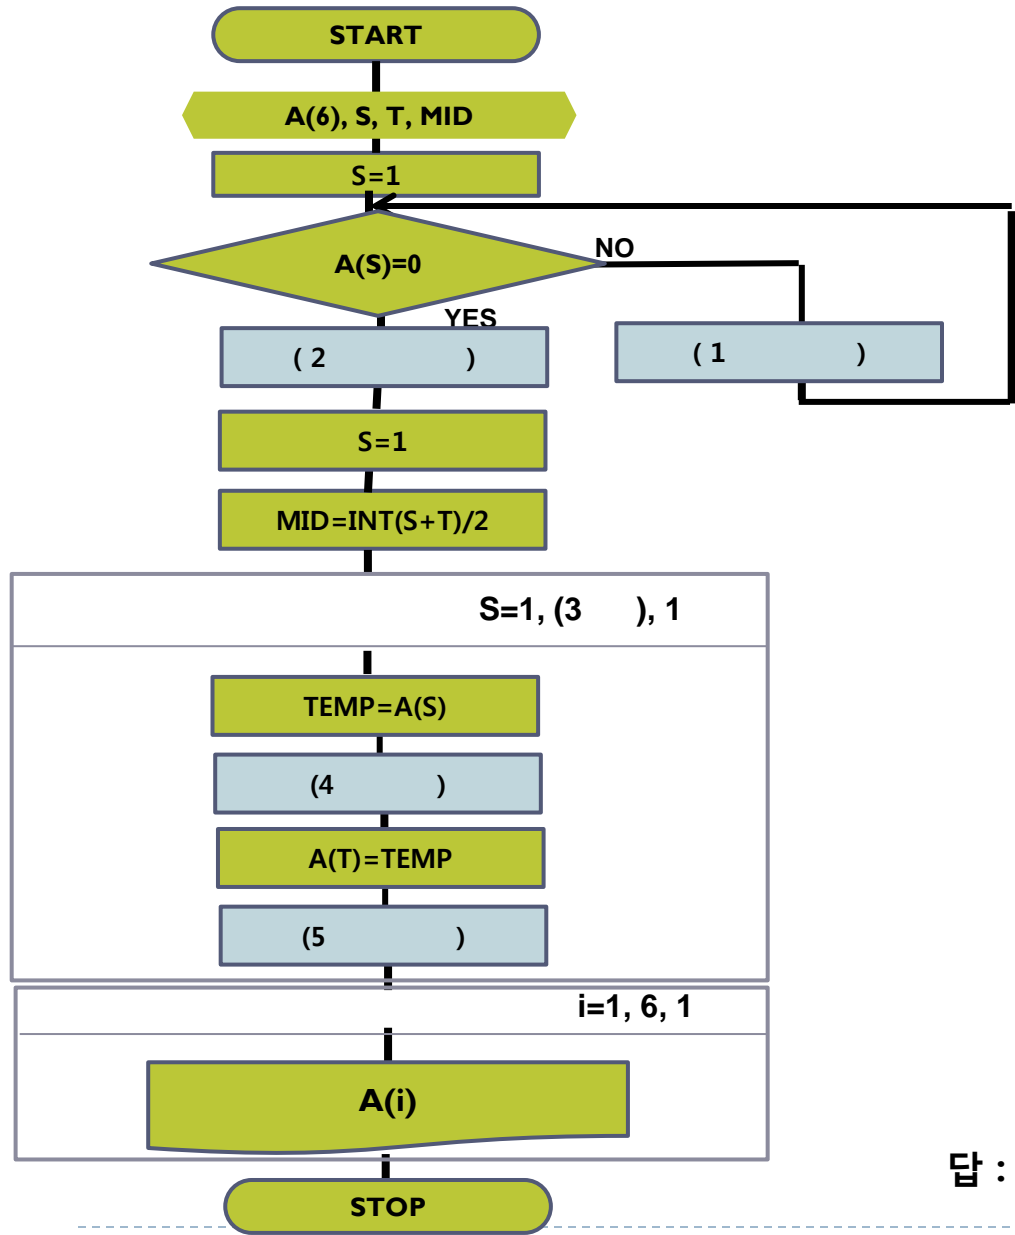 START
A(6), S, T, MID
S=1
A(S)=0
NO
YES
( 2 )
( 1 )
S=1
MID=INT(S+T)/2
S=1, (3 ), 1
TEMP=A(S)
(4 )
A(T)=TEMP
(5 )
i=1, 6, 1
A(i)
답 :
STOP